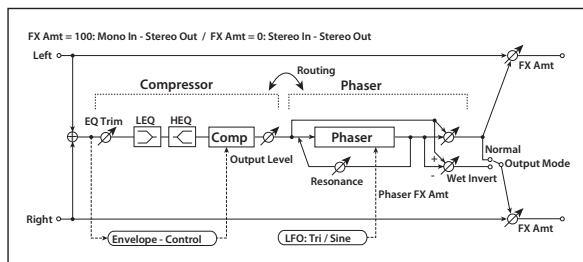 FX Amt = 100: Mono In - Stereo Out / FX Amt = 0: Stereo In - Stereo Out
Left
FX Amt
Routing
Compressor
Phaser
EQ Trim
LEQ
HEQ
Comp
Phaser
Normal
Output Level
Output Mode
+
-
Resonance
Wet Invert
Phaser FX Amt
Right
FX Amt
Envelope - Control
LFO: Tri / Sine